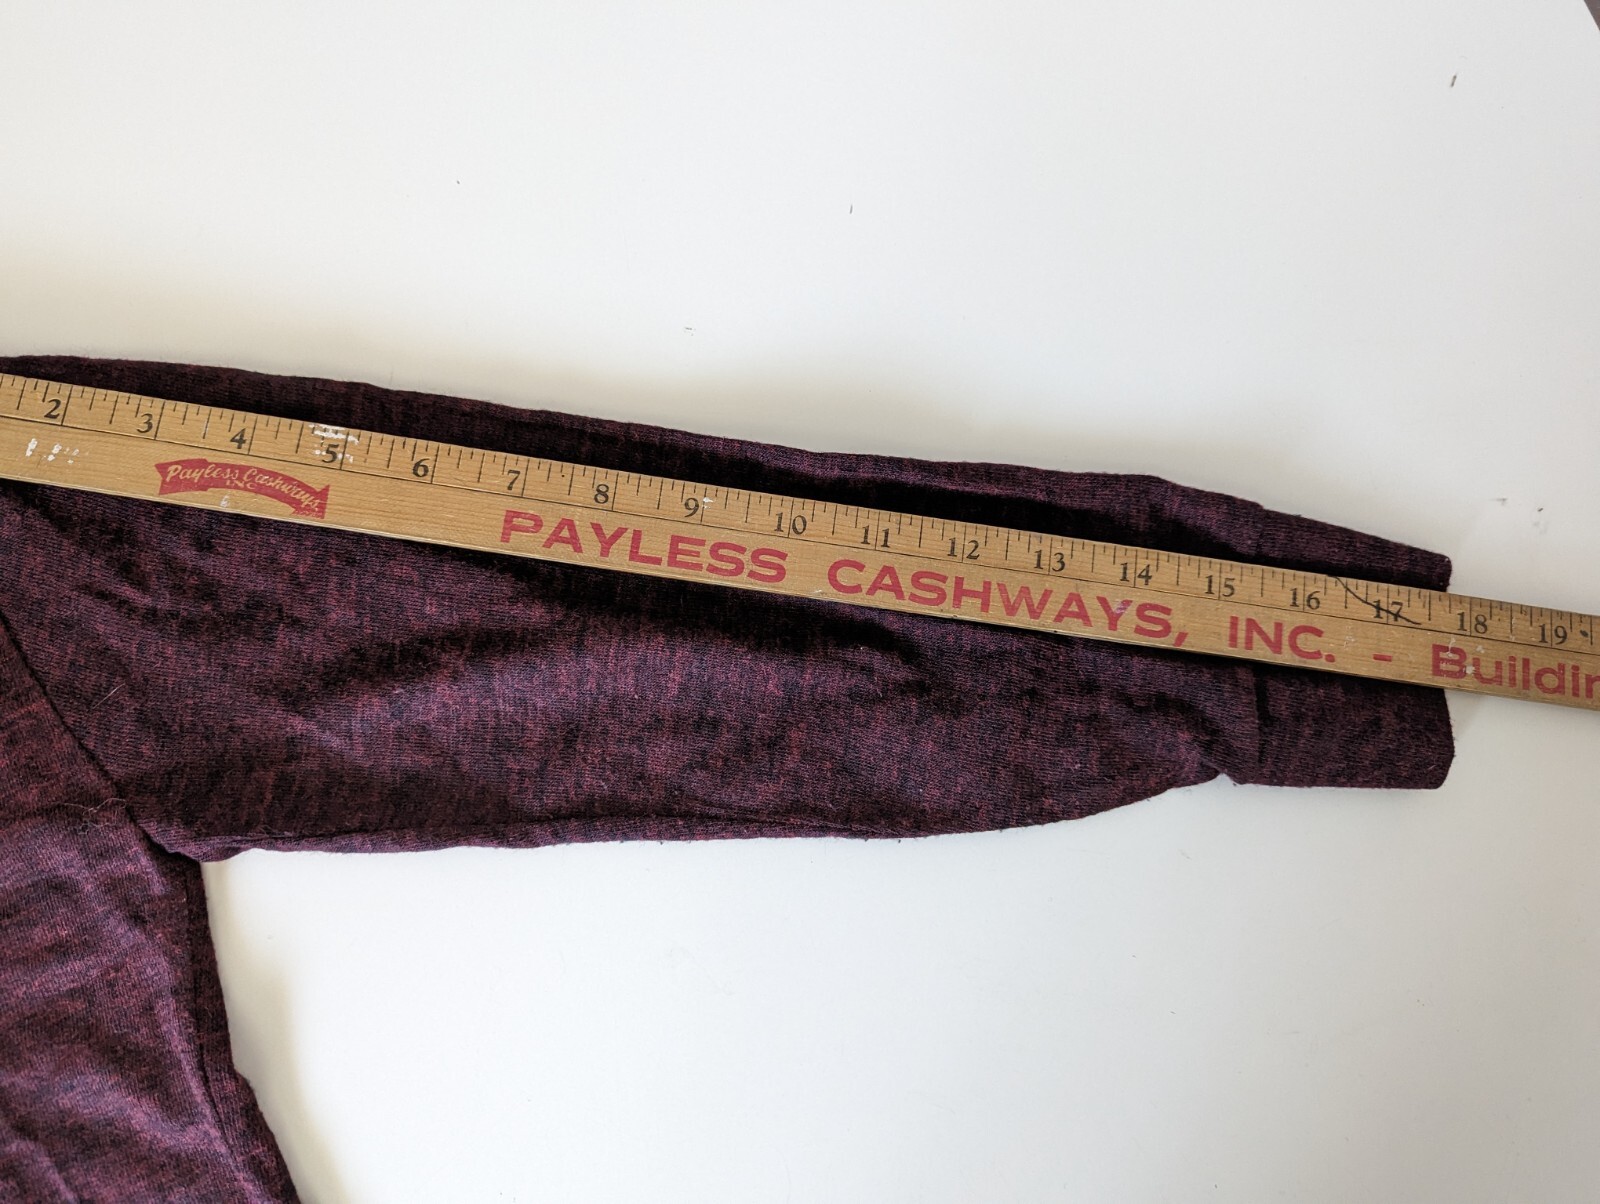 2 3 4 5 6 7 8 9 10 11 12 13 14 15 16 17 18 19
Payless Cashways
INC
PAYLESS CASHWAYS, INC. - Buildin